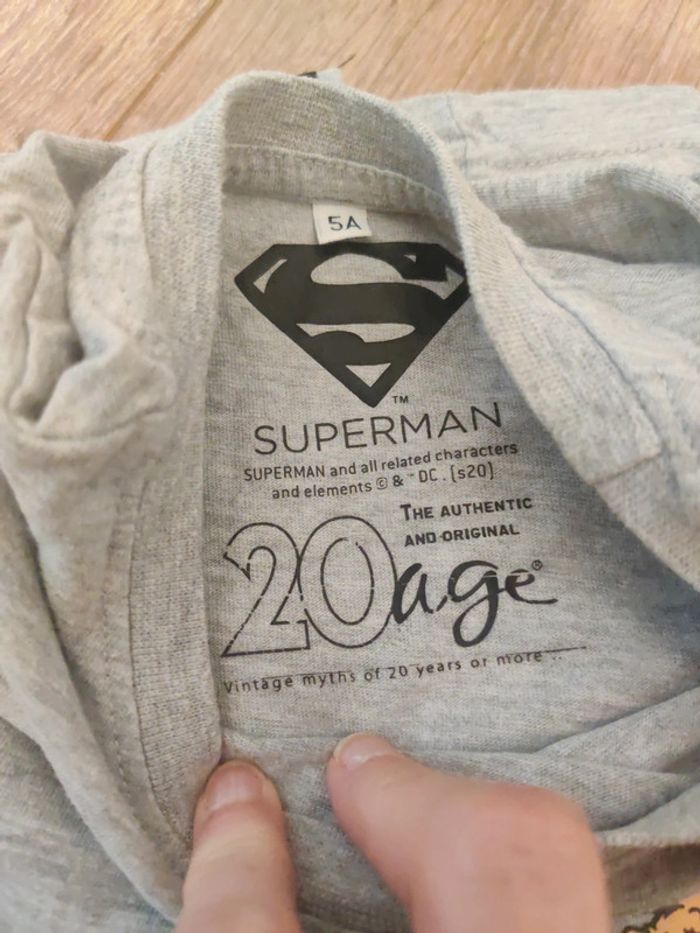 5A
S
TM
SUPERMAN
SUPERMAN and all related characters
and elements © & ™ DC. (s20)
THE AUTHENTIC
AND ORIGINAL
20age®
Vintage myths of 20 years or more ...